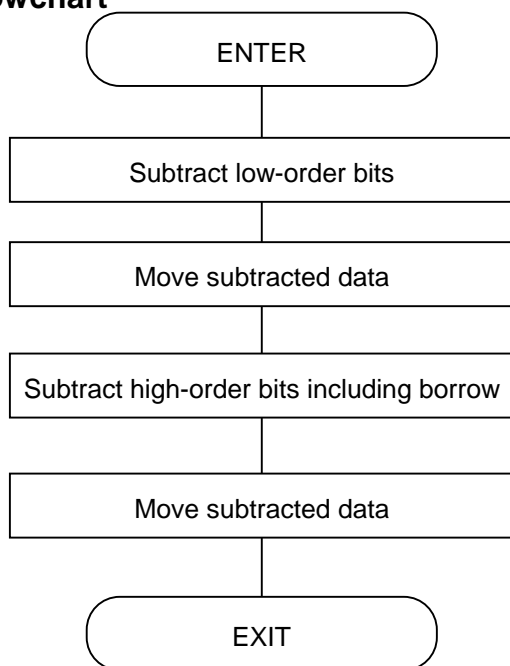 ENTER
Subtract low-order bits
Move subtracted data
Subtract high-order bits including borrow
Move subtracted data
EXIT